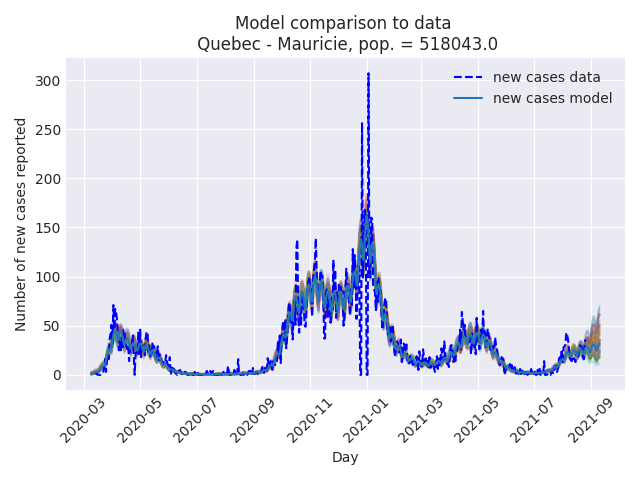 Model comparison to data
Quebec - Mauricie, pop. = 518043.0
Number of new cases reported
300
250
200
150
100
50
0
new cases data
new cases model
2020-03
2020-05
2020-07
2020-09
2020-11
2021-01
2021-03
2021-05
2021-07
2021-09
Day